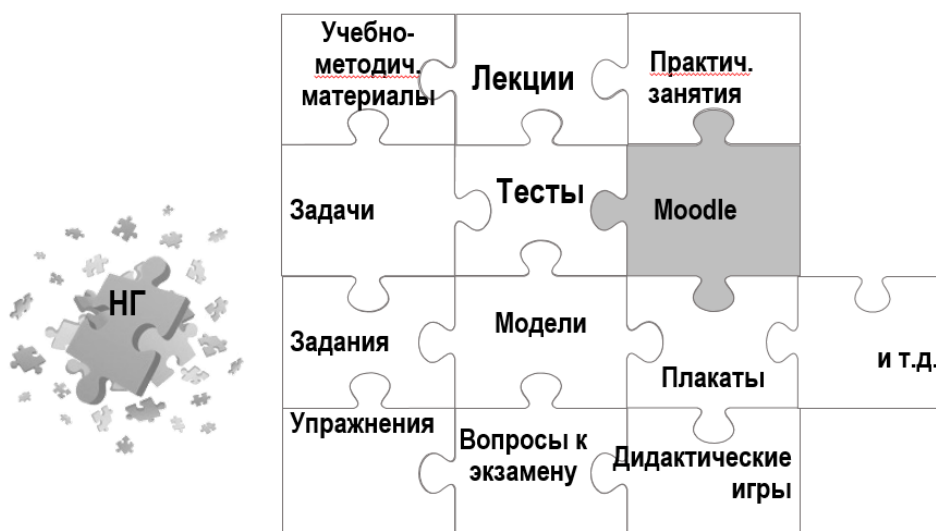 Учебно-
методич.
материалы
Лекции
Практич.
занятия
Задачи
Тесты
Moodle
НГ
Задания
Модели
Плакаты
и т.д.
Упражнения
Вопросы к
экзамену
Дидактические
игры